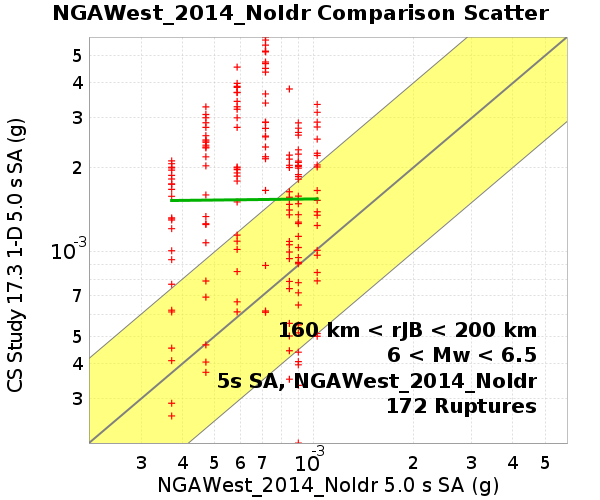 NGAWest_2014_NoIdr Comparison Scatter
CS Study 17.3 1-D 5.0 s SA (g)
5
4
3
2
10-3
7
5
4
3
160 km < rJB < 200 km
6 < Mw < 6.5
5s SA, NGAWest_2014_NoIdr
172 Ruptures
3 4 5 6 7 10-3 2 3 4 5
NGAWest_2014_NoIdr 5.0 s SA (g)